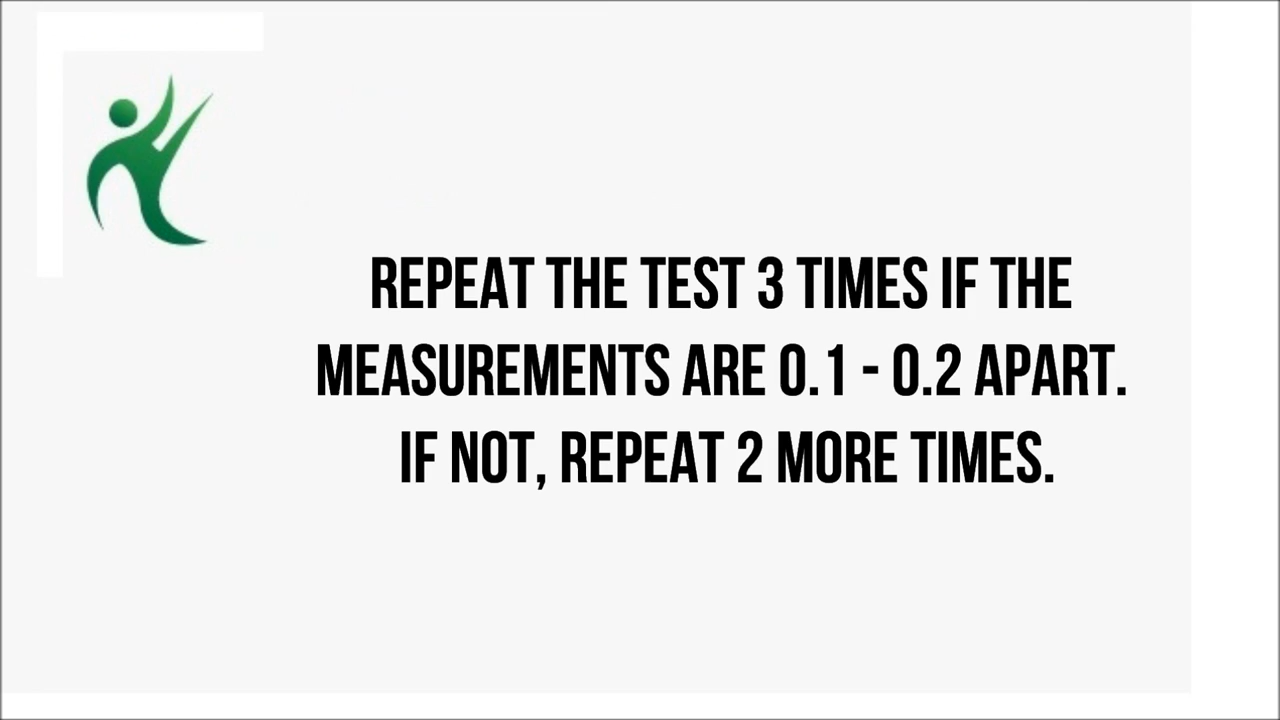 REPEAT THE TEST 3 TIMES IF THE
MEASUREMENTS ARE 0.1 - 0.2 APART.
IF NOT, REPEAT 2 MORE TIMES.